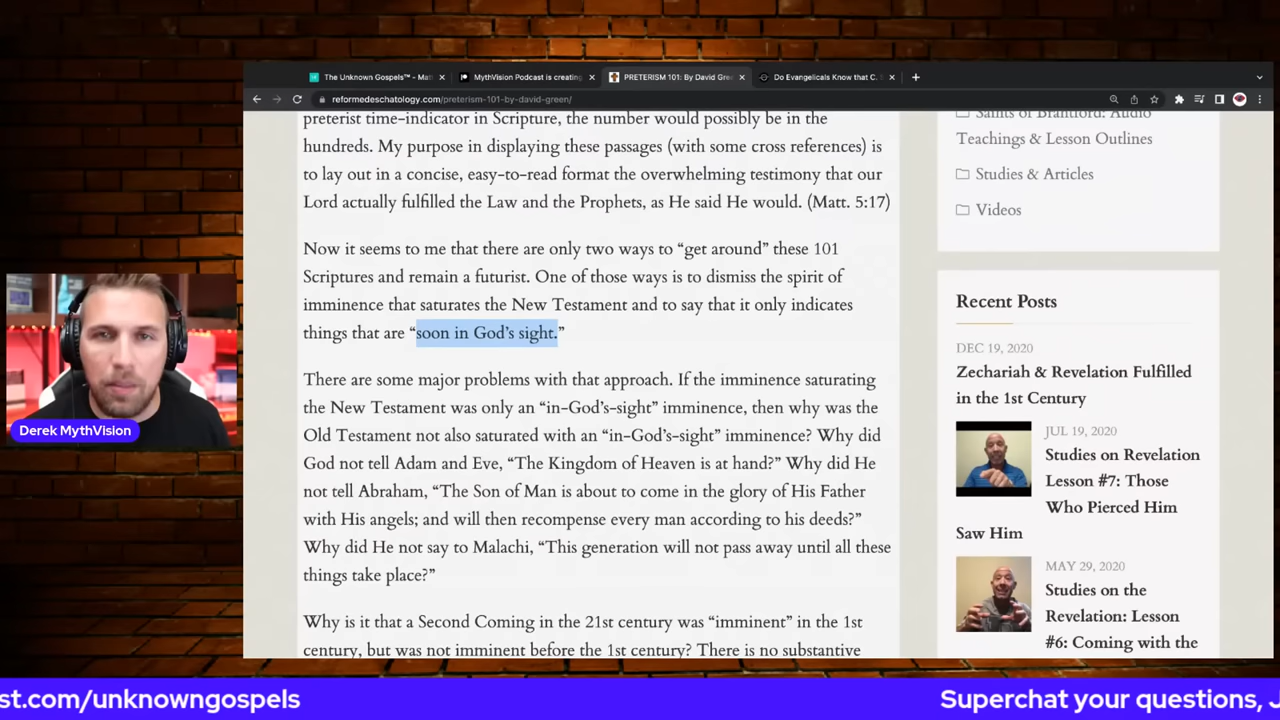 The Unknown Gospels™ - Mat
MythVision Podcast is creating
PRETERISM 101: By David Gree
Do Evangelicals Know that C. S
reformedeschatology.com/preterism-101-by-david-green/
preterist time-indicator in Scripture, the number would possibly be in the
hundreds. My purpose in displaying these passages (with some cross references) is
to lay out in a concise, easy-to-read format the overwhelming testimony that our
Lord actually fulfilled the Law and the Prophets, as He said He would. (Matt. 5:17)
Now it seems to me that there are only two ways to “get around” these 101
Scriptures and remain a futurist. One of those ways is to dismiss the spirit of
imminence that saturates the New Testament and to say that it only indicates
things that are “soon in God’s sight.”
There are some major problems with that approach. If the imminence saturating
the New Testament was only an “in-God’s-sight” imminence, then why was the
Old Testament not also saturated with an “in-God’s-sight” imminence? Why did
God not tell Adam and Eve, “The Kingdom of Heaven is at hand?” Why did He
not tell Abraham, “The Son of Man is about to come in the glory of His Father
with His angels; and will then recompense every man according to his deeds?”
Why did He not say to Malachi, “This generation will not pass away until all these
things take place?”
Why is it that a Second Coming in the 21st century was “imminent” in the 1st
century, but was not imminent before the 1st century? There is no substantive
Saints of Brantford: Audio
Teachings & Lesson Outlines
Studies & Articles
Videos
Recent Posts
DEC 19, 2020
Zechariah & Revelation Fulfilled
in the 1st Century
JUL 19, 2020
Studies on Revelation
Lesson #7: Those
Who Pierced Him
Saw Him
MAY 29, 2020
Studies on the
Revelation: Lesson
#6: Coming with the
Derek MythVision
st.com/unknowngospels
Superchat your questions, J